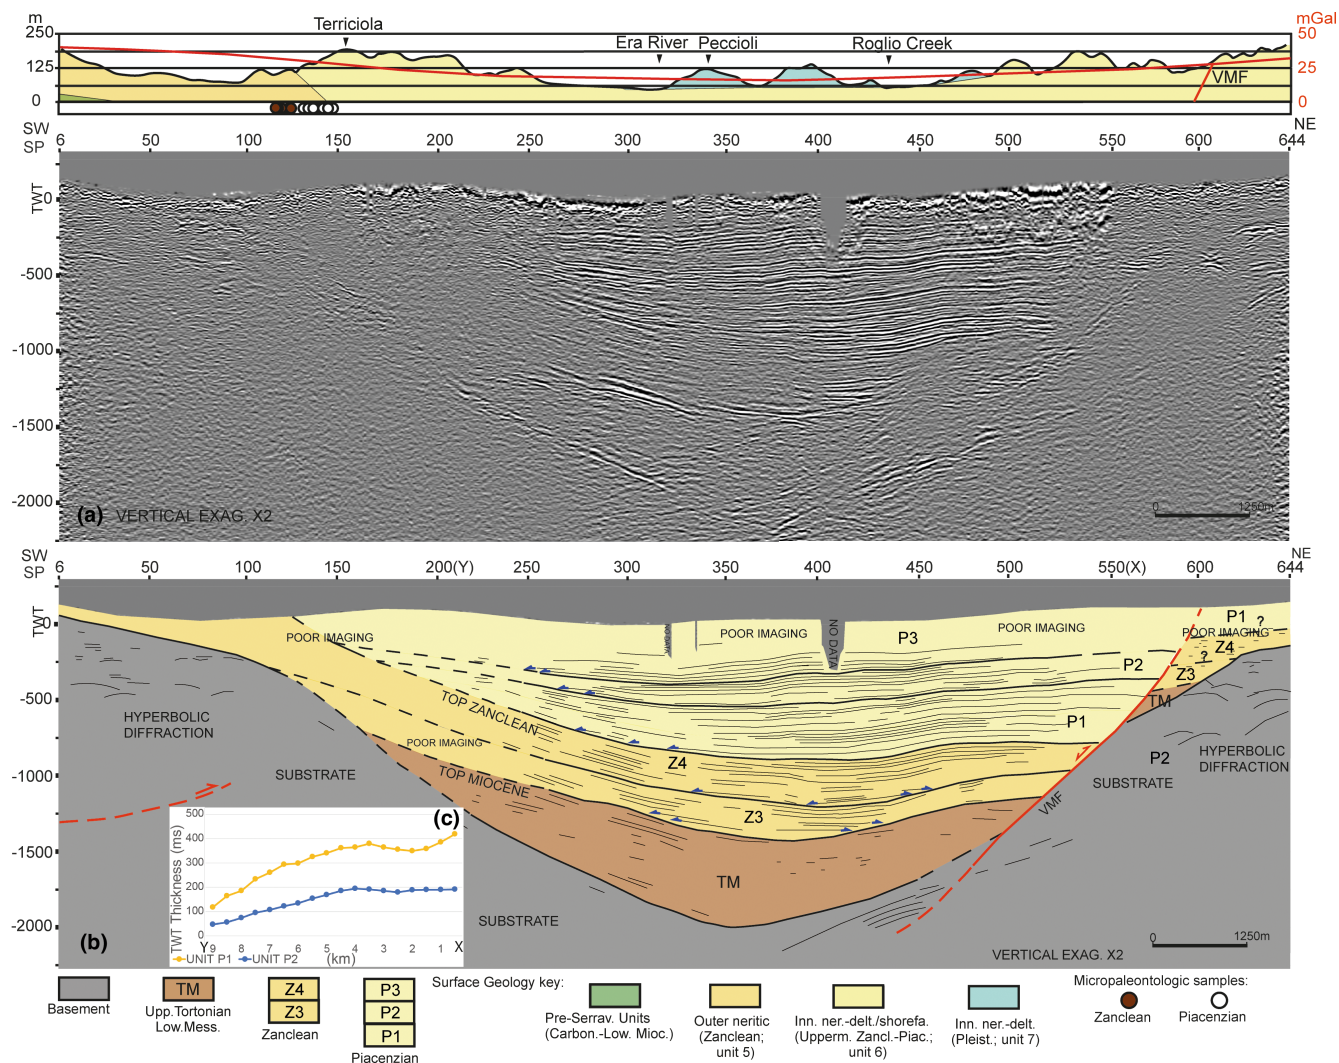 m
mGal
250
Terriciola
50
Era River
Peccioli
Roglio Creek
125
25
VMF
0
0
SW
NE
SP
6
50
100
150
200
250
300
350
400
450
500
550
600
644
TWT
0
-500
-1000
-1500
-2000
(a) VERTICAL EXAG. X2
0
1250m
SW
NE
SP
6
50
100
150
200(Y)
250
300
350
400
450
500
550(X)
600
644
TWT
0
POOR IMAGING
NO DATA
POOR IMAGING
NO DATA
P3
POOR IMAGING
P1
?
POOR IMAGING
Z4
?
Z3
P2
TM
-500
HYPERBOLIC
DIFFRACTION
TOP ZANCLEAN
P1
POOR IMAGING
Z4
P2
HYPERBOLIC
DIFFRACTION
-1000
SUBSTRATE
TOP MIOCENE
SUBSTRATE
Z3
VMF
(c)
TWT Thickness (ms)
500
400
300
200
100
0
Y
9
8
7
6
5
4
3
2
1
X
(km)
UNIT P1
UNIT P2
-1500
TM
SUBSTRATE
-2000
(b)
0
1250m
VERTICAL EXAG. X2
Basement
TM
Upp.Tortonian
Low.Mess.
Z4
Z3
Zanclean
P3
P2
P1
Piacenzian
Surface Geology key:
Pre-Serrav. Units
(Carbon.-Low. Mioc.)
Outer neritic
(Zanclean;
unit 5)
Inn. ner.-delt./shorefa.
(Upperm. Zancl.-Piac.;
unit 6)
Inn. ner.-delt.
(Pleist.; unit 7)
Micropaleontologic samples:
Zanclean
Piacenzian